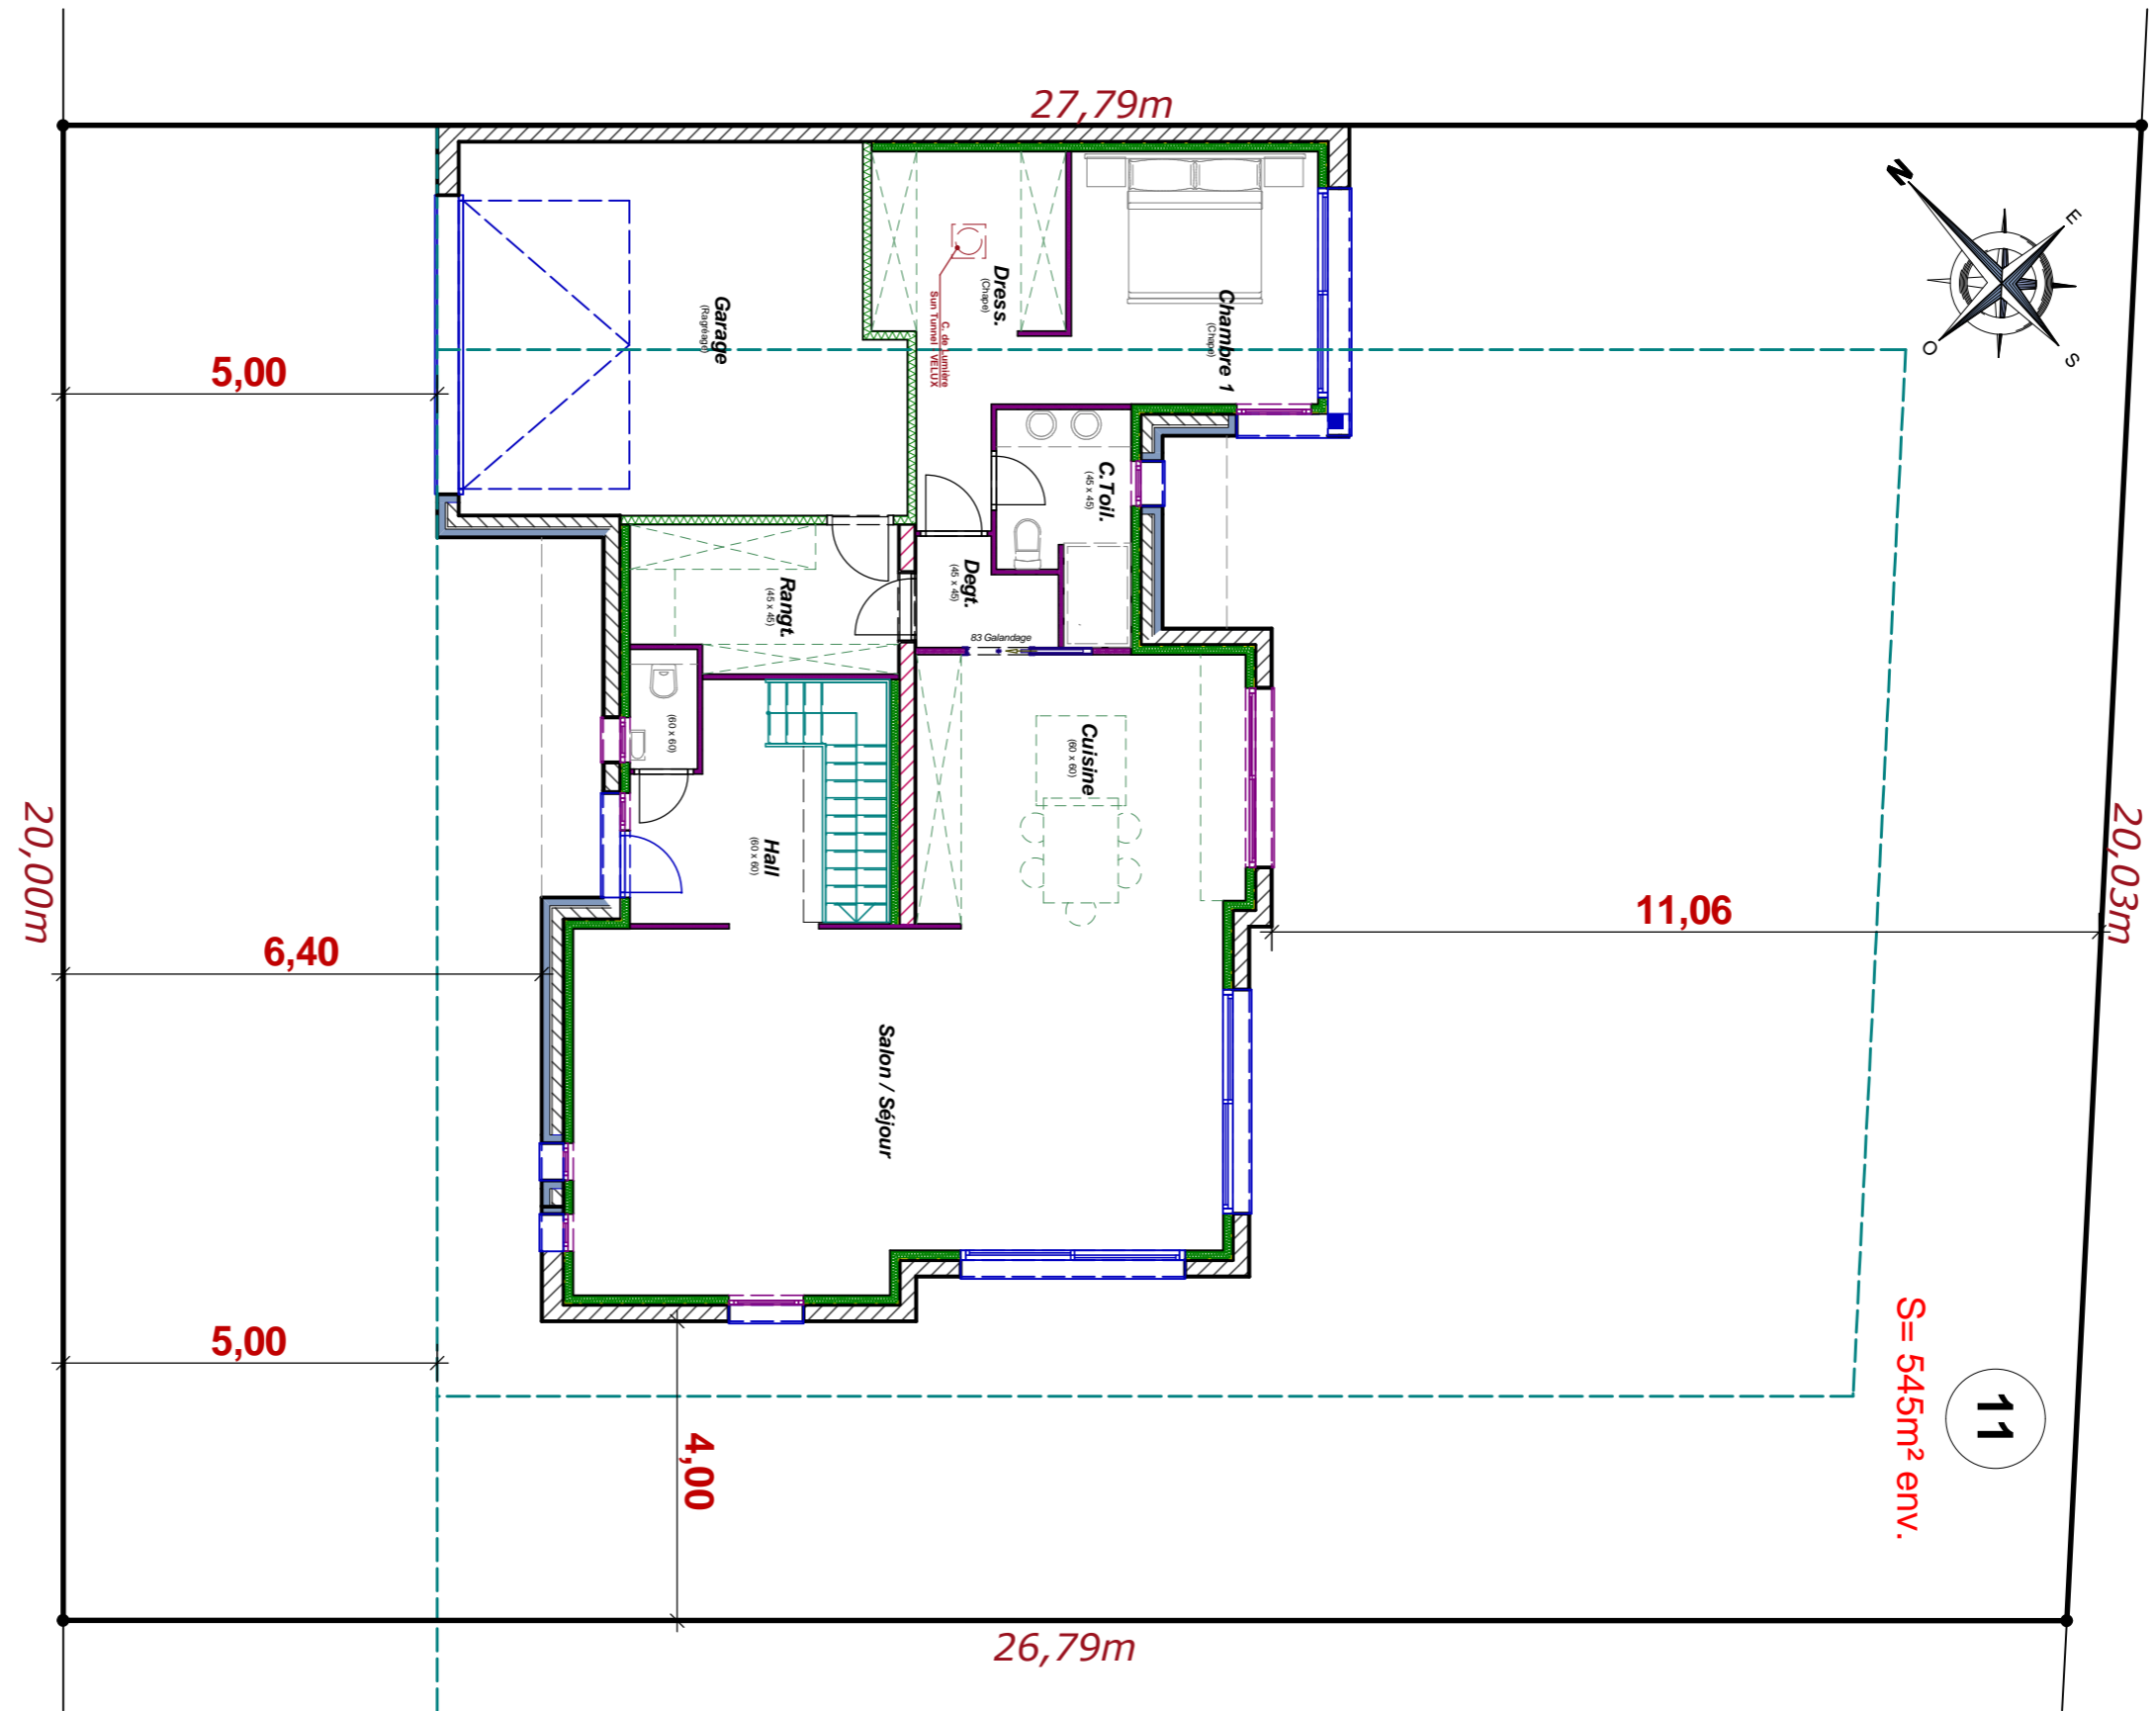 27,79m
N
E
S
O
Garage
(Ragréage)
Dress.
(Chape)
C. de Lumière
Sun Tunnel VELUX
Chambre 1
(Chape)
5,00
C.Toil.
(45 x 45)
Degt.
(45 x 45)
Rangt.
(45 x 45)
83 Galandage
(60 x 60)
Cuisine
(60 x 60)
Hall
(60 x 60)
20,00m
20,03m
11,06
6,40
Salon / Séjour
5,00
4,00
S= 545m² env.
11
26,79m